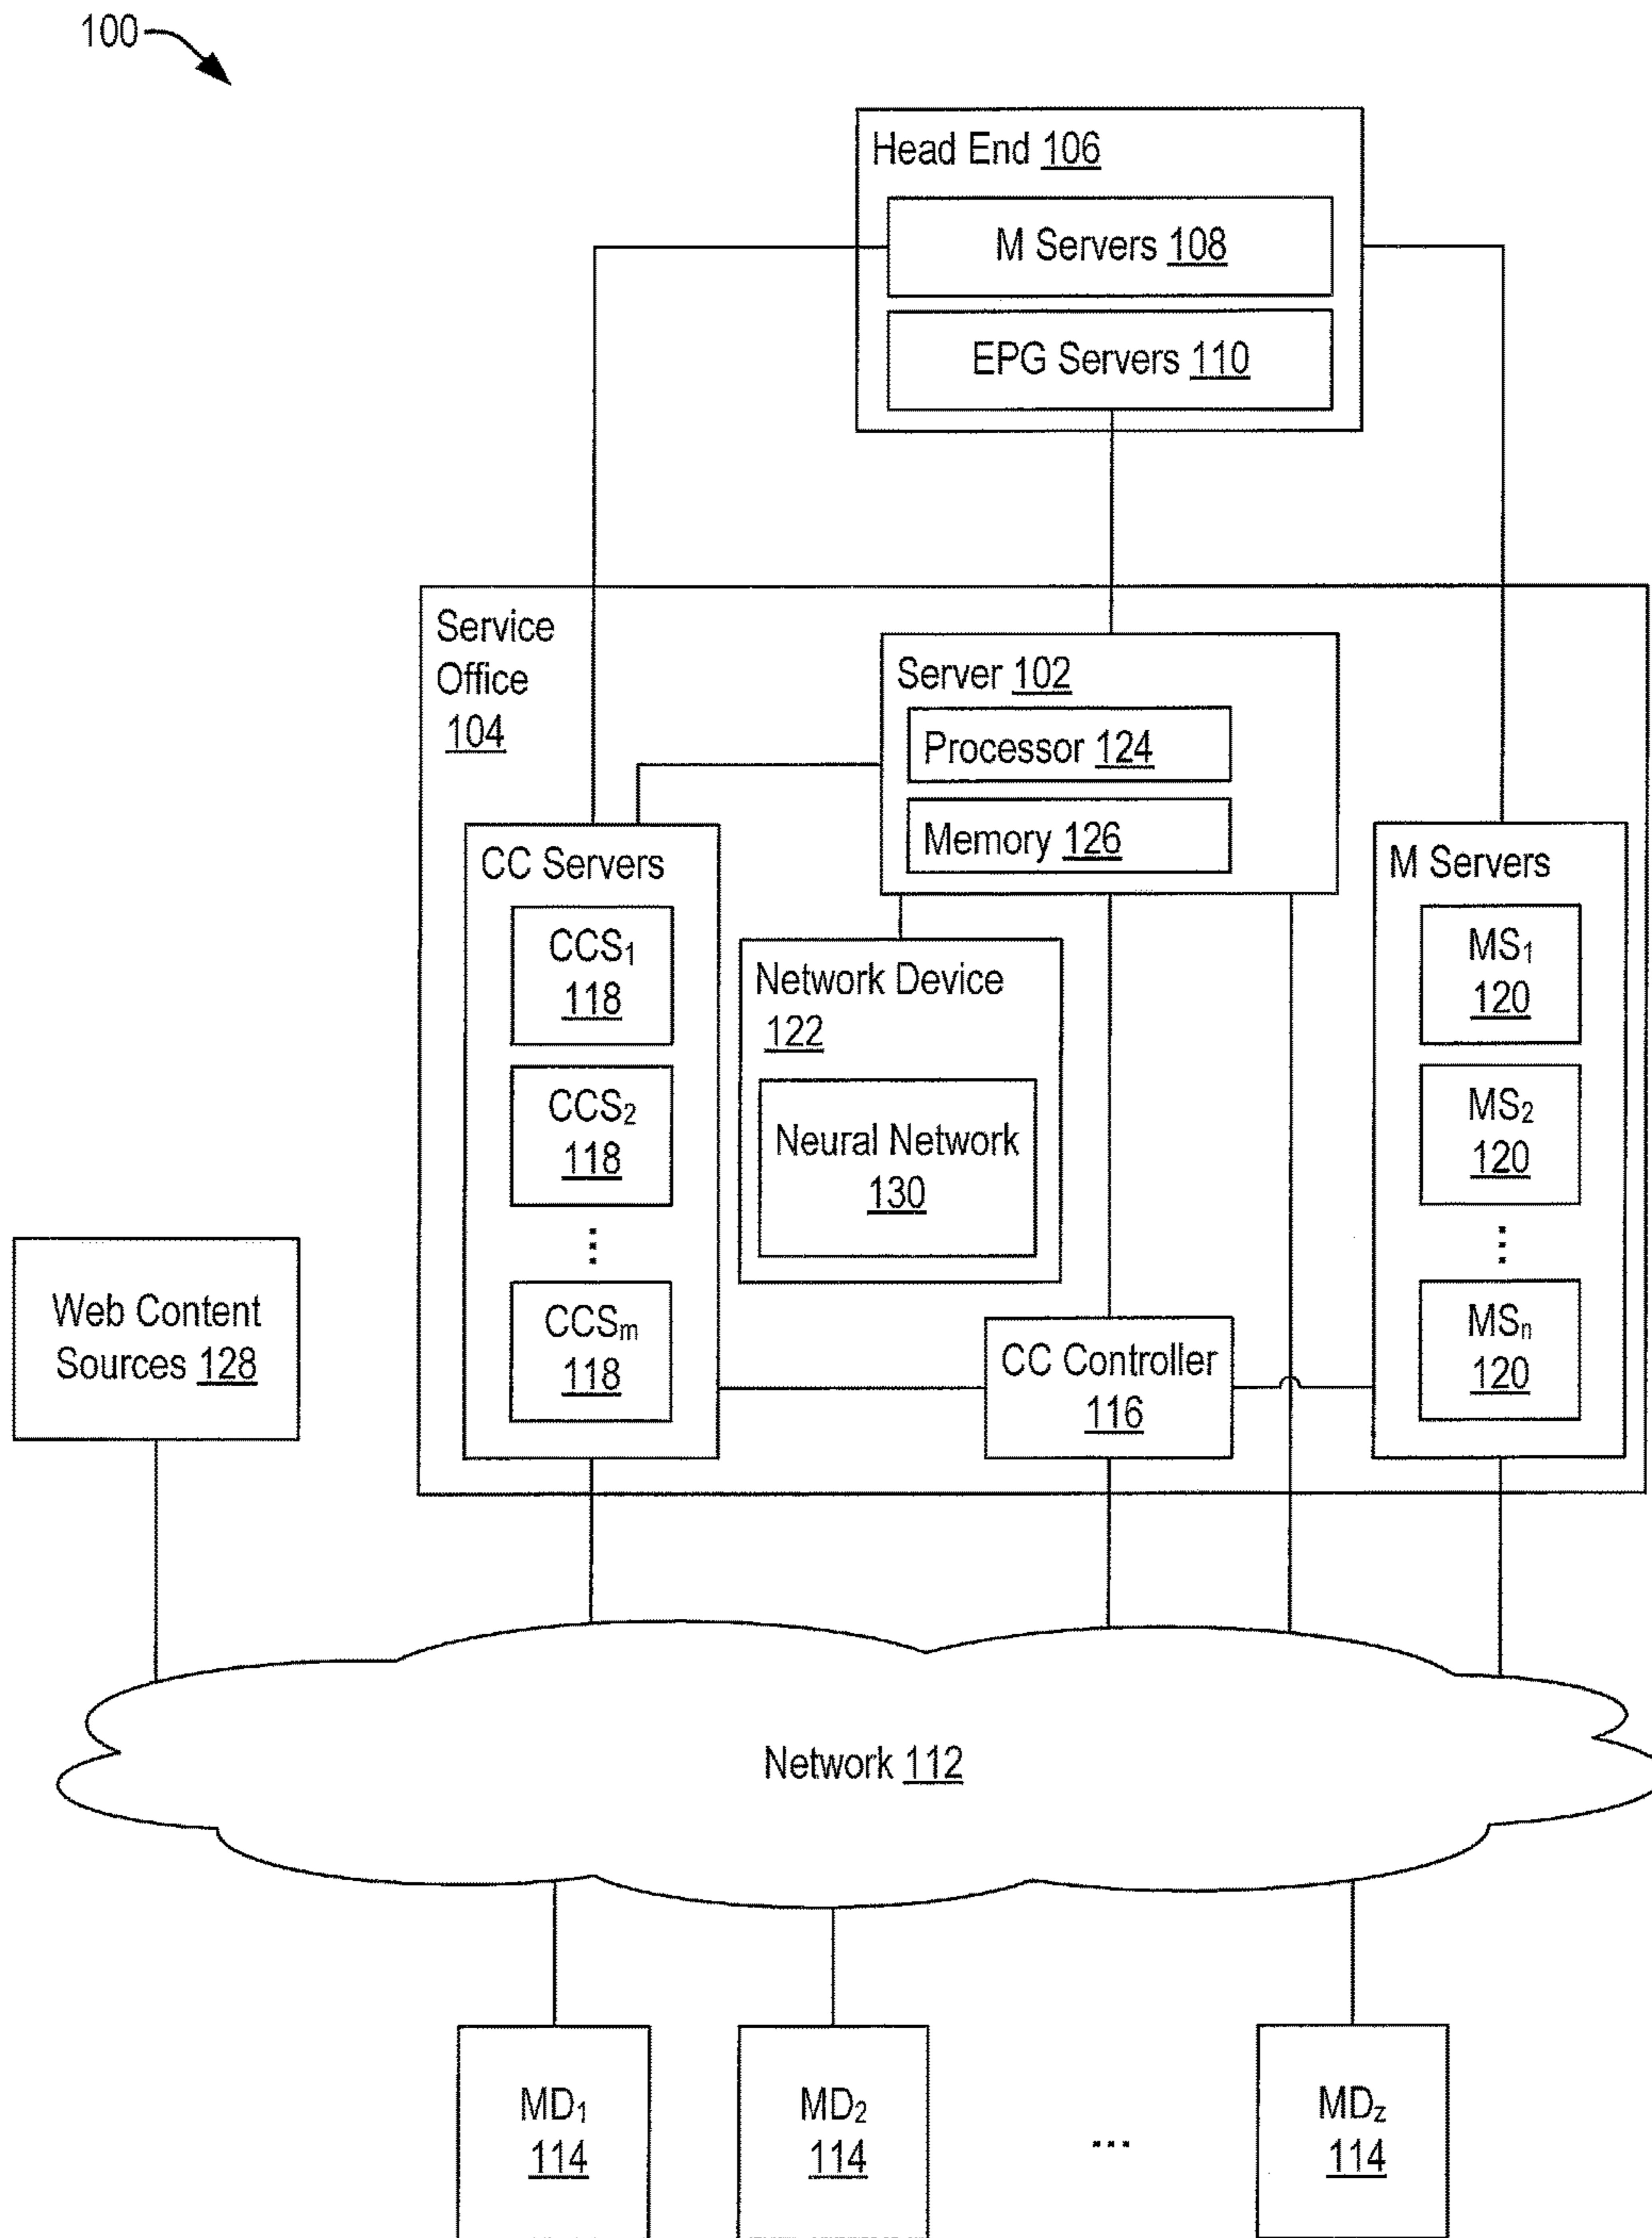 100
Head End 106
M Servers 108
EPG Servers 110
Service
Office
104
Server 102
Processor 124
Memory 126
CC Servers
CCS1
118
CCS2
118
⋮
CCSm
118
Network Device
122
Neural Network
130
CC Controller
116
M Servers
MS1
120
MS2
120
⋮
MSn
120
Web Content
Sources 128
Network 112
MD1
114
MD2
114
...
MDz
114